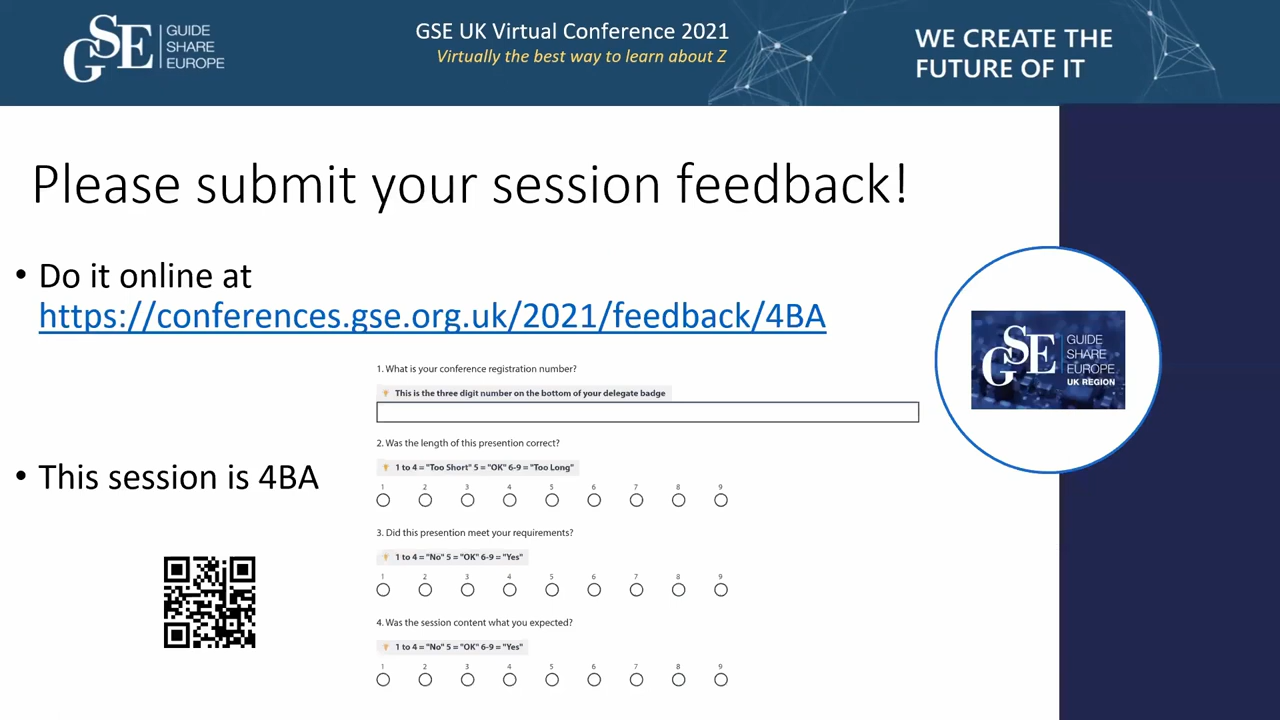 GSE GUIDE
SHARE
EUROPE
GSE UK Virtual Conference 2021
Virtually the best way to learn about Z
WE CREATE THE
FUTURE OF IT
Please submit your session feedback!
• Do it online at
https://conferences.gse.org.uk/2021/feedback/4BA
GSE GUIDE
SHARE
EUROPE
UK REGION
1. What is your conference registration number?
This is the three digit number on the bottom of your delegate badge
2. Was the length of this presention correct?
1 to 4 = "Too Short" 5 = "OK" 6-9 = "Too Long"
1 2 3 4 5 6 7 8 9
• This session is 4BA
3. Did this presention meet your requirements?
1 to 4 = "No" 5 = "OK" 6-9 = "Yes"
1 2 3 4 5 6 7 8 9
4. Was the session content what you expected?
1 to 4 = "No" 5 = "OK" 6-9 = "Yes"
1 2 3 4 5 6 7 8 9